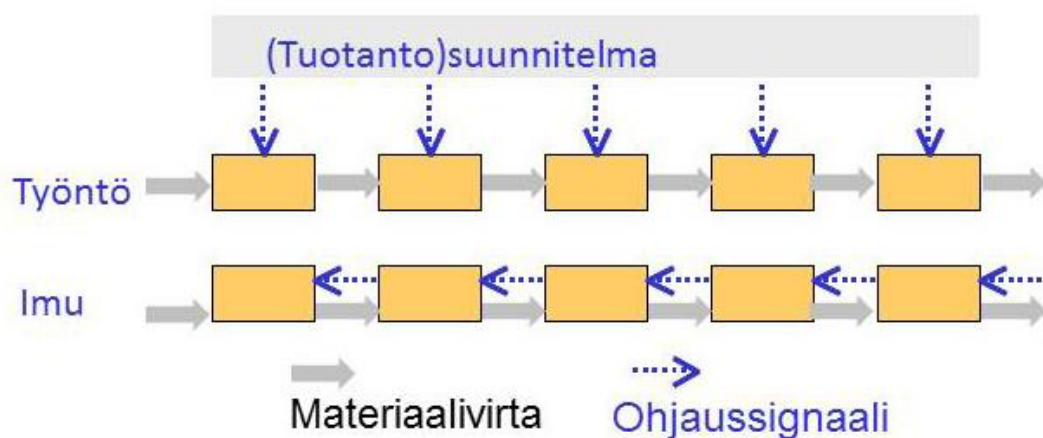 (Tuotanto)suunnitelma
Työntö
Imu
Materiaalivirta
Ohjaussignaali